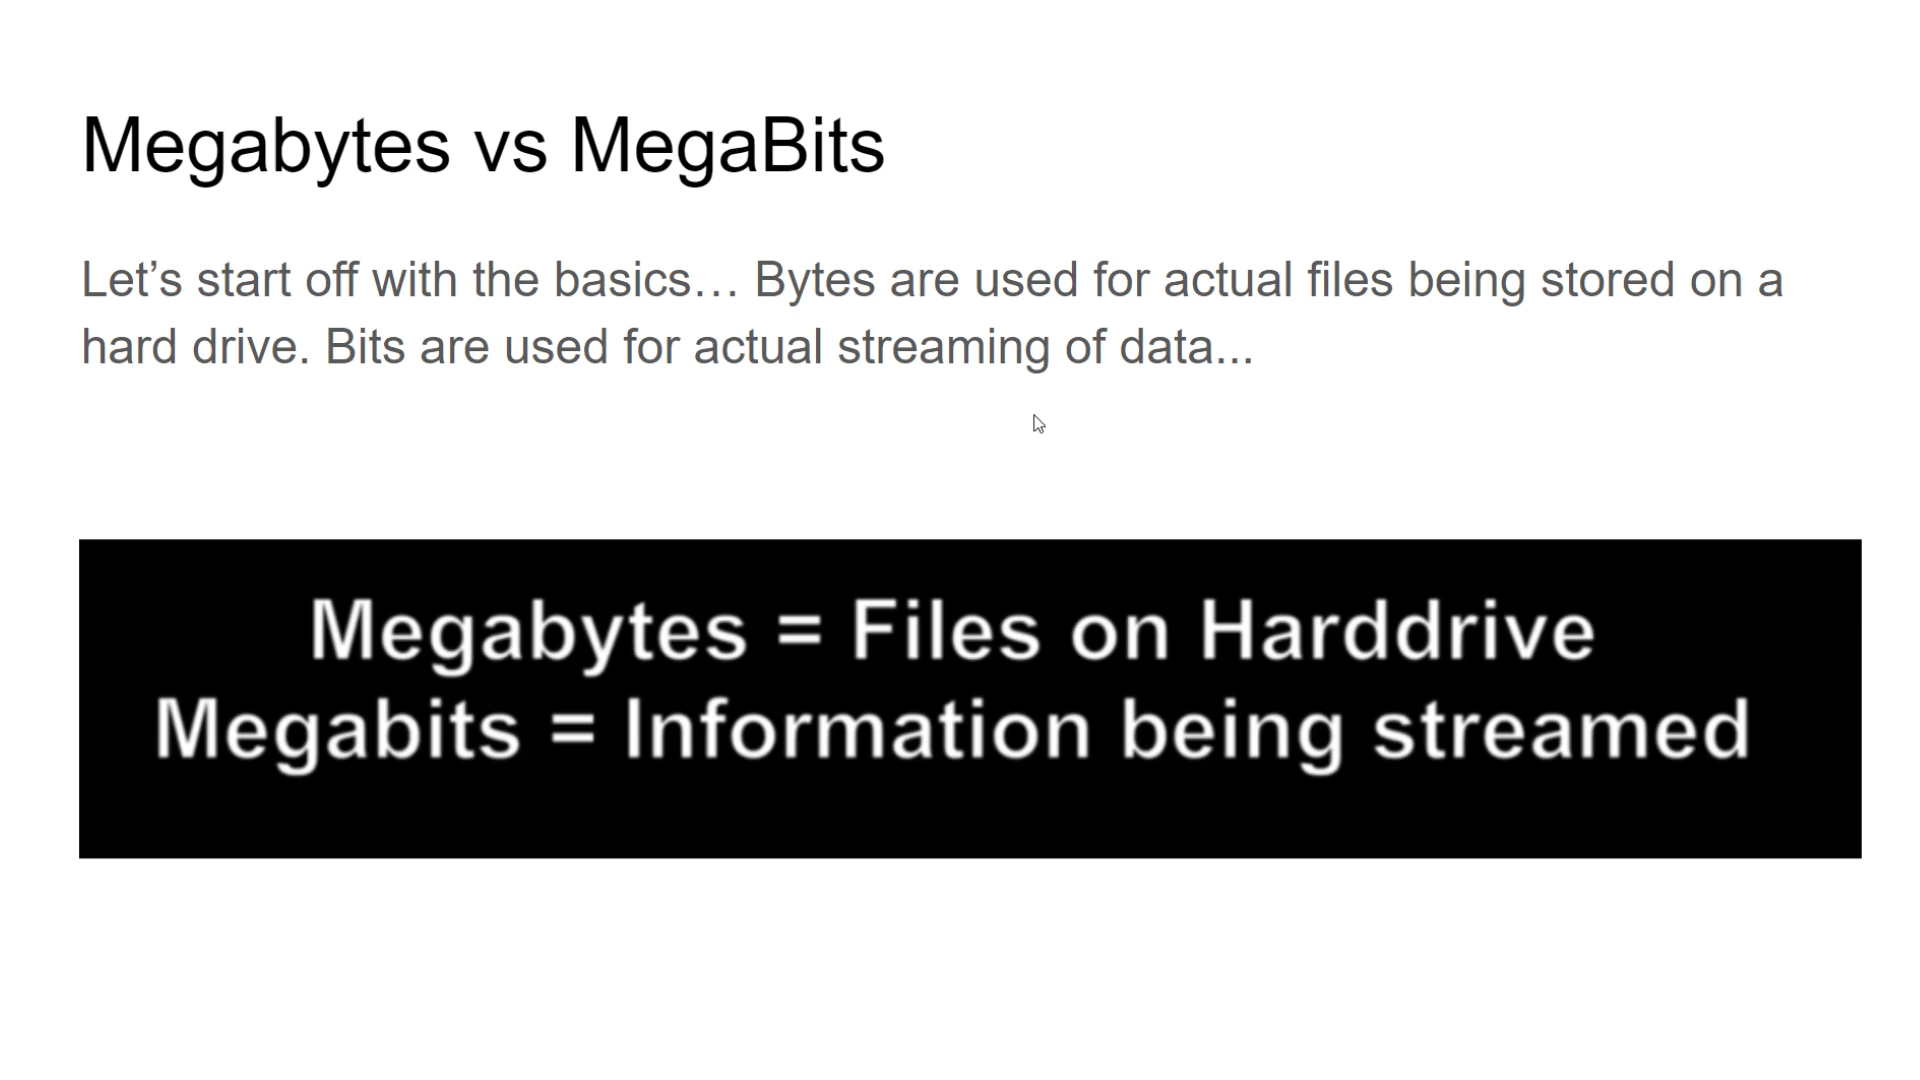 Megabytes vs MegaBits
Let’s start off with the basics… Bytes are used for actual files being stored on a
hard drive. Bits are used for actual streaming of data...
Megabytes = Files on Harddrive
Megabits = Information being streamed